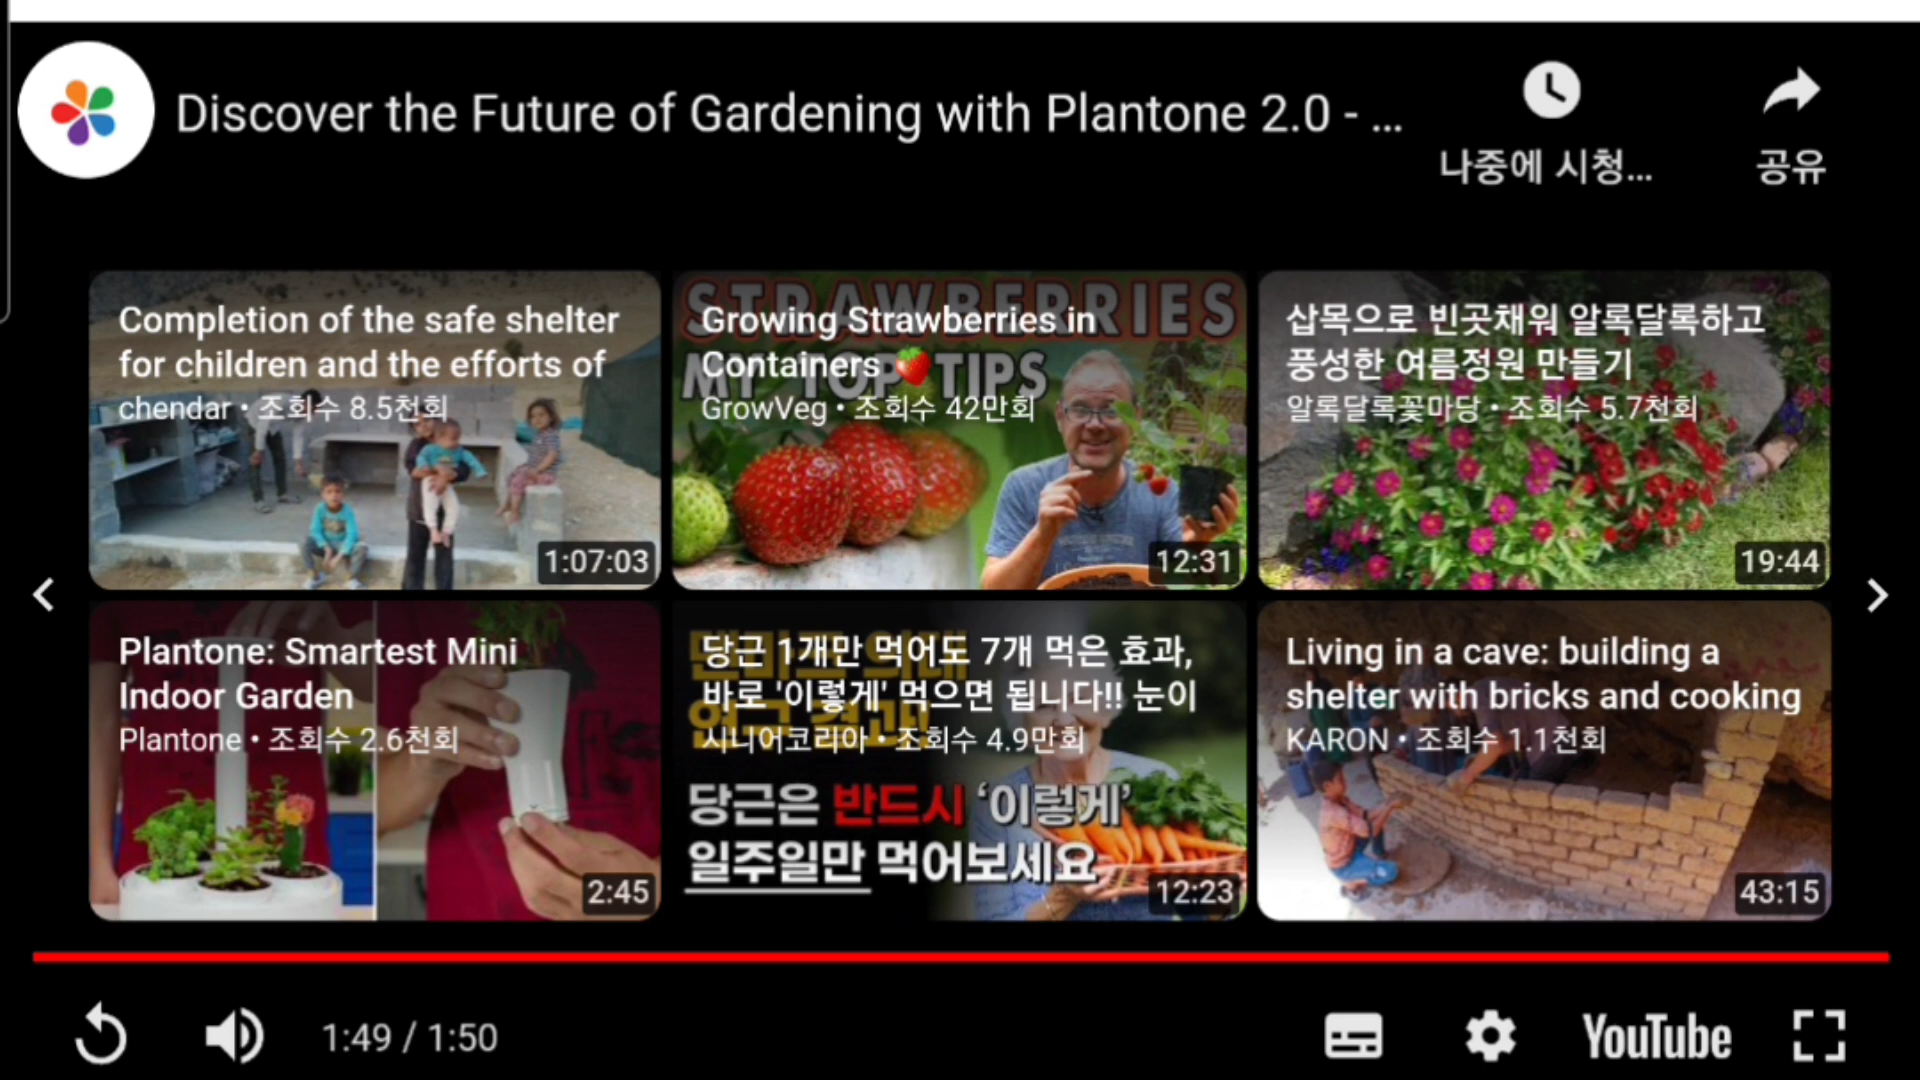 Discover the Future of Gardening with Plantone 2.0 - ...
나중에 시청...
공유
Completion of the safe shelter
for children and the efforts of
chendar • 조회수 8.5천회
1:07:03
STRAWBERRIES
MY TOP TIPS
Growing Strawberries in
Containers 🍓
GrowVeg • 조회수 42만회
12:31
삽목으로 빈곳채워 알록달록하고
풍성한 여름정원 만들기
알록달록꽃마당 • 조회수 5.7천회
19:44
Plantone: Smartest Mini
Indoor Garden
Plantone • 조회수 2.6천회
2:45
당근 1개만 먹어도 7개 먹은 효과,
바로 '이렇게' 먹으면 됩니다!! 눈이
시니어코리아 • 조회수 4.9만회
당근은 반드시 ‘이렇게’
일주일만 먹어보세요
12:23
Living in a cave: building a
shelter with bricks and cooking
KARON • 조회수 1.1천회
43:15
1:49 / 1:50
YouTube